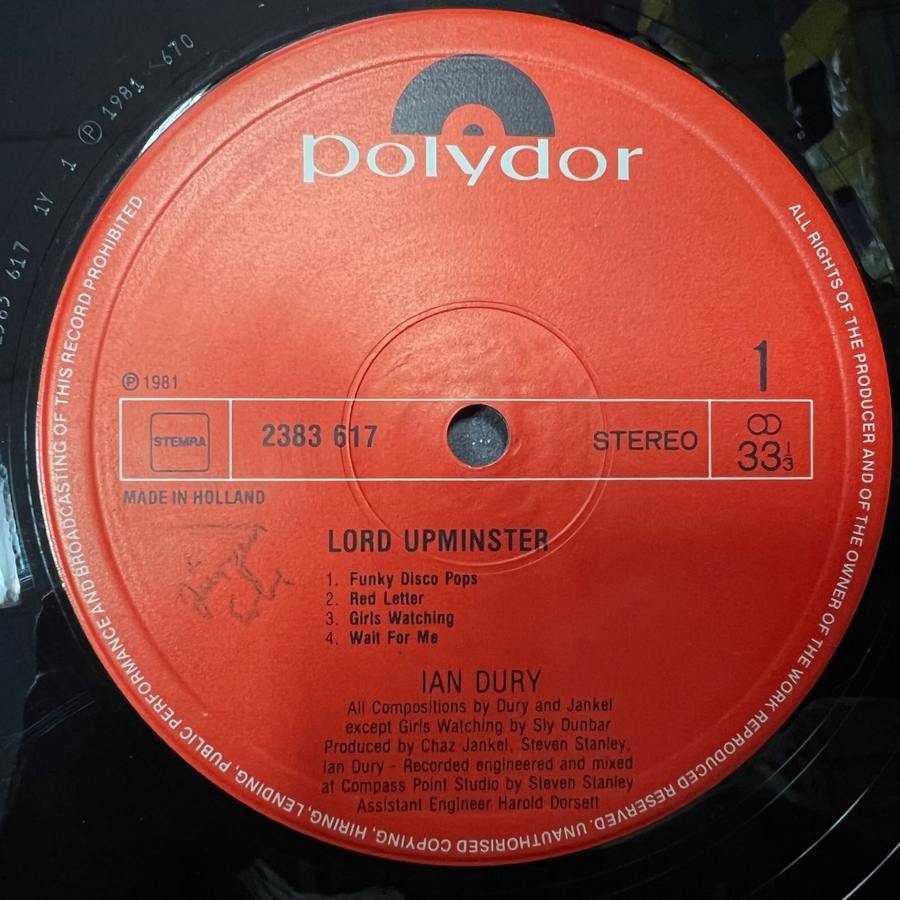 polydor
1981 670
617 1Y 1 Ⓟ
ALL RIGHTS OF THE PRODUCER AND OF THE OWNER OF THE WORK REPRODUCED RESERVED. UNAUTHORISED COPYING, HIRING, LENDING, PUBLIC PERFORMANCE AND BROADCASTING OF THIS RECORD PROHIBITED.
1
Ⓟ 1981
STEMRA
2383 617
STEREO
33⅓
MADE IN HOLLAND
LORD UPMINSTER
1. Funky Disco Pops
2. Red Letter
3. Girls Watching
4. Wait For Me
IAN DURY
All Compositions by Dury and Jankel
except Girls Watching by Sly Dunbar
Produced by Chaz Jankel, Steven Stanley,
Ian Dury - Recorded engineered and mixed
at Compass Point Studio by Steven Stanley
Assistant Engineer Harold Dorsett